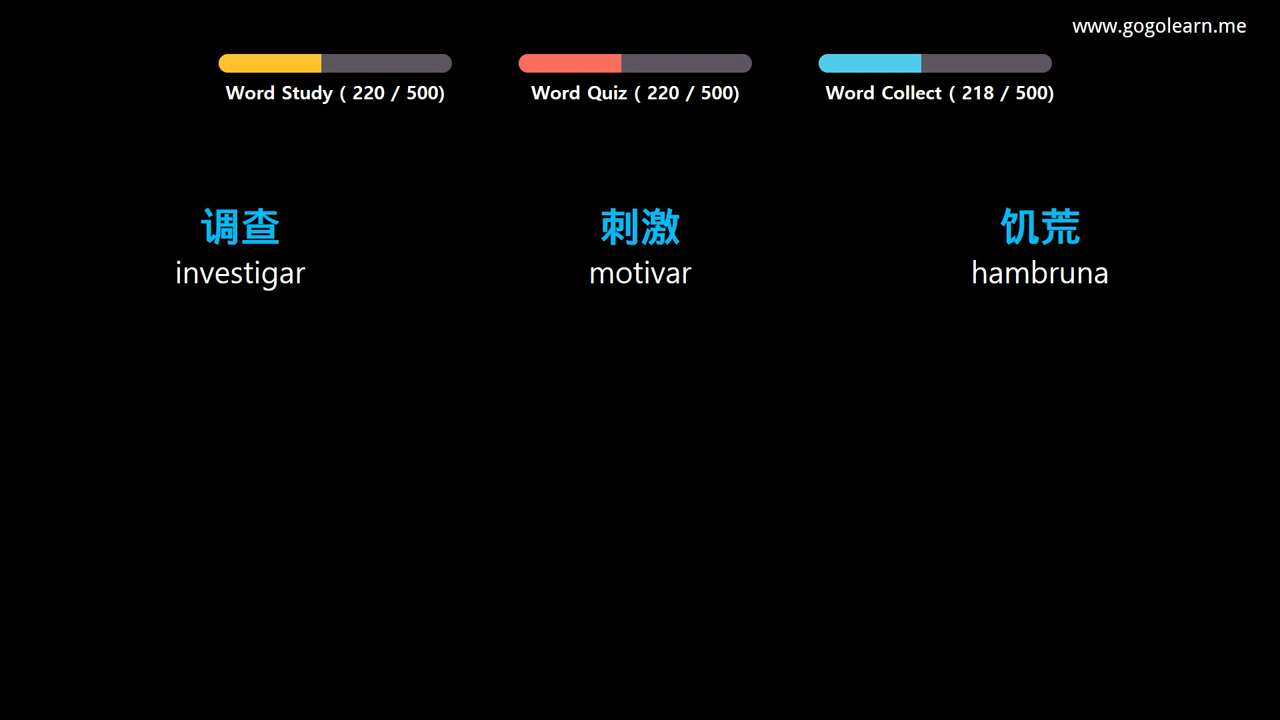 www.gogolearn.me
Word Study ( 220 / 500)
Word Quiz ( 220 / 500)
Word Collect ( 218 / 500)
调查
investigar
刺激
motivar
饥荒
hambruna